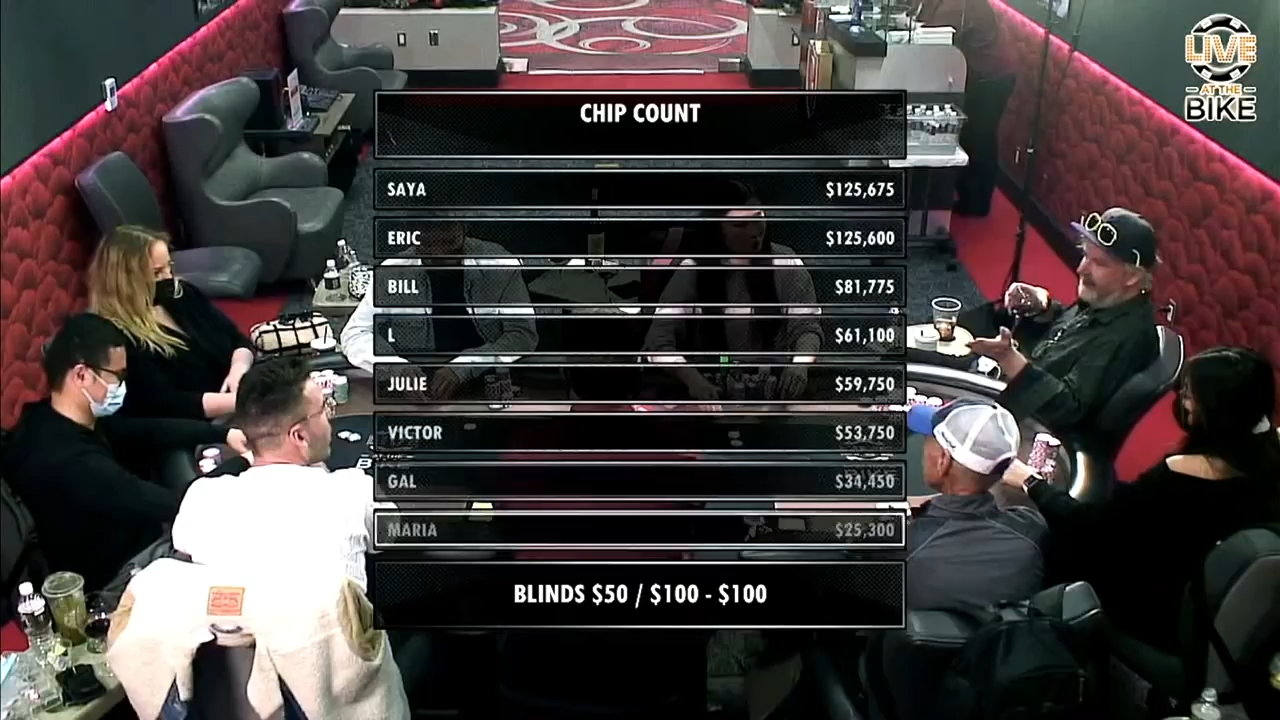 LIVE
AT THE
BIKE
CHIP COUNT
SAYA $125,675
ERIC $125,600
BILL $81,775
L $61,100
JULIE $59,750
VICTOR $53,750
GAL $34,450
MARIA $25,300
BLINDS $50 / $100 - $100